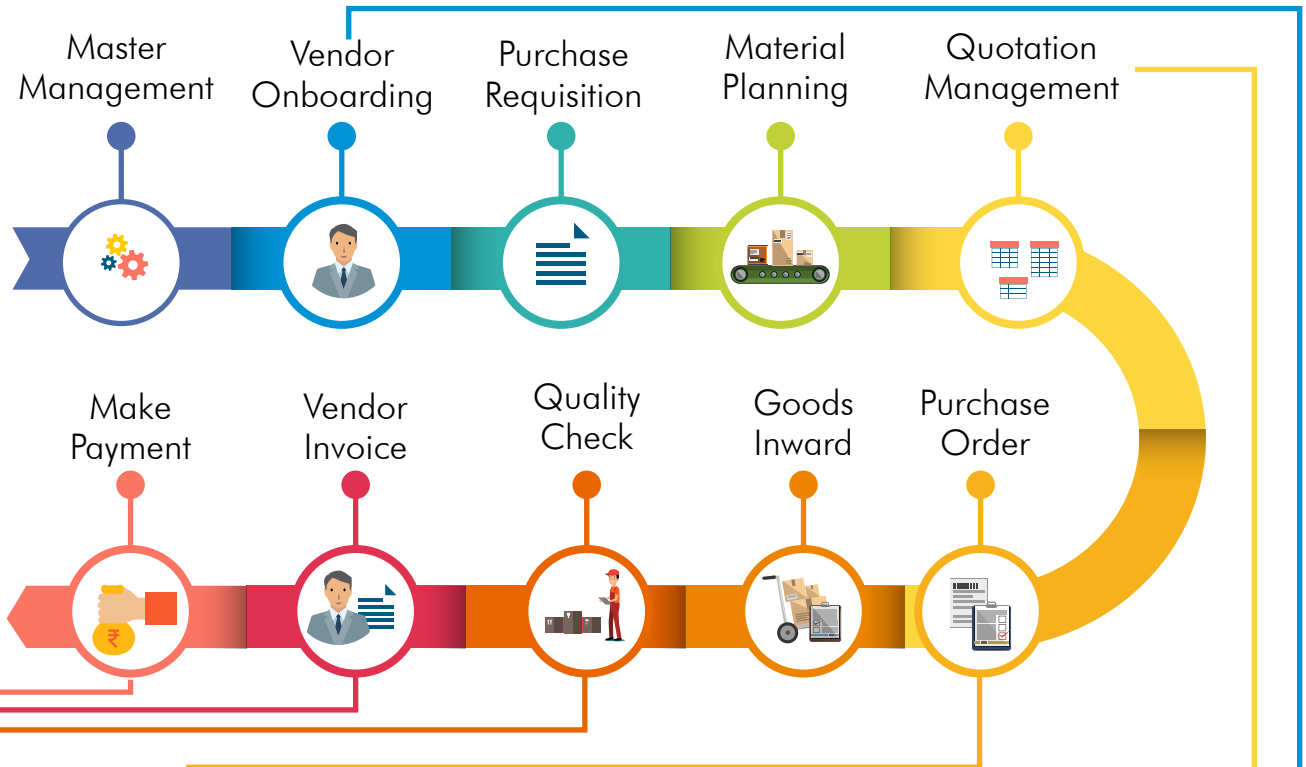 Master
Management
Vendor
Onboarding
Purchase
Requisition
Material
Planning
Quotation
Management
Make
Payment
Vendor
Invoice
Quality
Check
Goods
Inward
Purchase
Order
₹